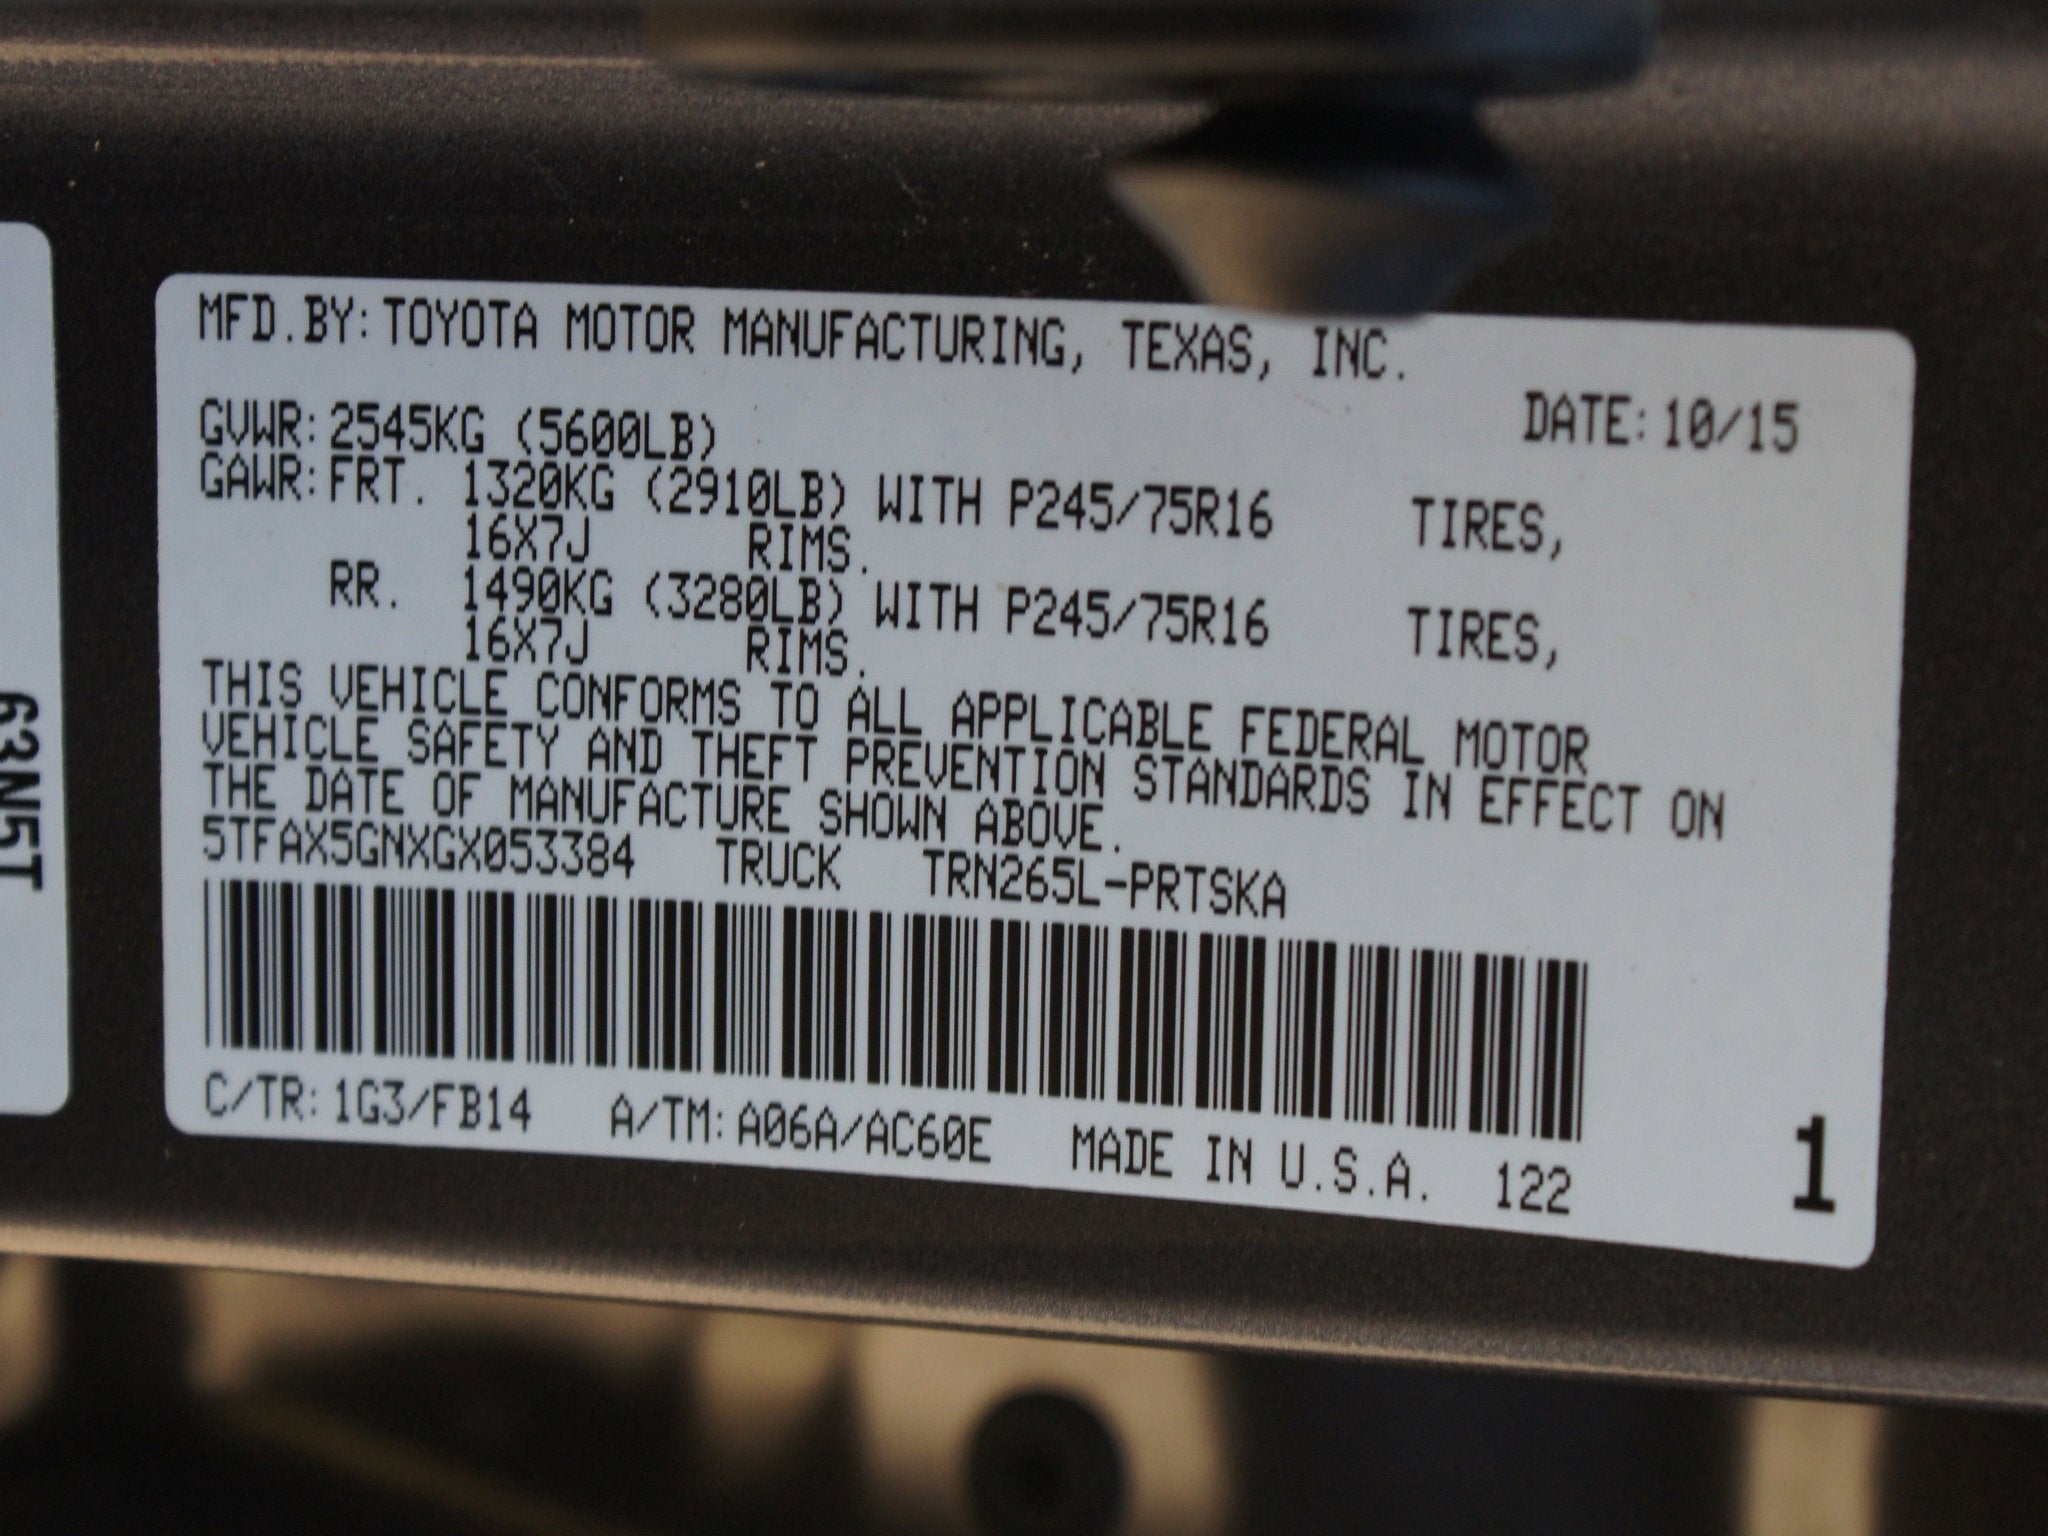 MFD.BY: TOYOTA MOTOR MANUFACTURING, TEXAS, INC.
DATE: 10/15
GVWR: 2545KG (5600LB)
GAWR: FRT. 1320KG (2910LB) WITH P245/75R16 TIRES,
16X7J RIMS.
RR. 1490KG (3280LB) WITH P245/75R16 TIRES,
16X7J RIMS.
THIS VEHICLE CONFORMS TO ALL APPLICABLE FEDERAL MOTOR
VEHICLE SAFETY AND THEFT PREVENTION STANDARDS IN EFFECT ON
THE DATE OF MANUFACTURE SHOWN ABOVE.
5TFAX5GNXGX053384 TRUCK TRN265L-PRTSKA
C/TR: 1G3/FB14 A/TM: A06A/AC60E MADE IN U.S.A. 122
1
63N5T